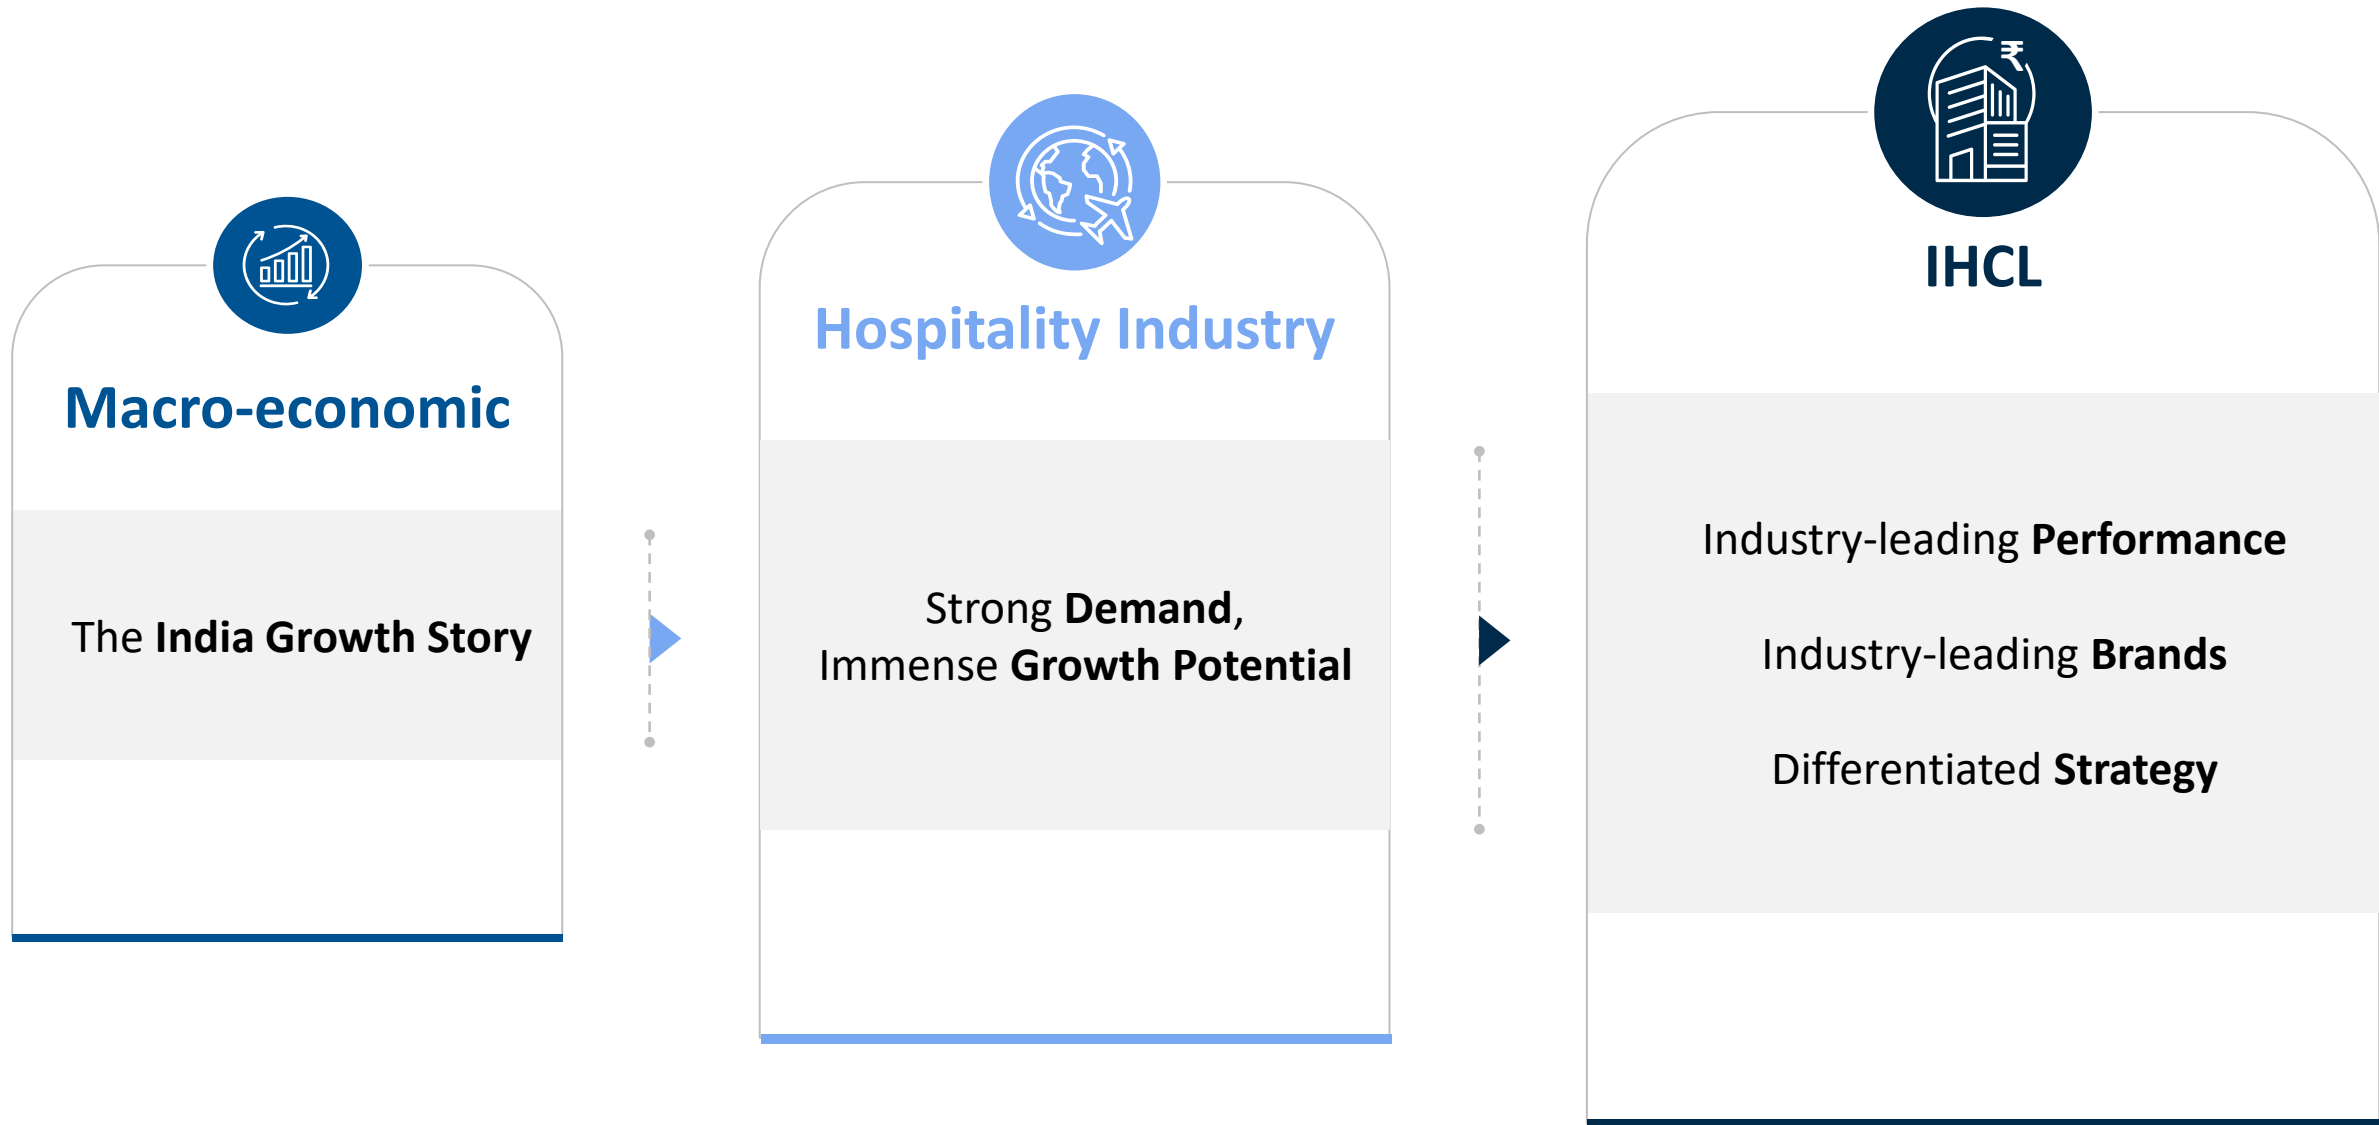 Macro-economic
The India Growth Story
Hospitality Industry
Strong Demand,
Immense Growth Potential
₹
IHCL
Industry-leading Performance
Industry-leading Brands
Differentiated Strategy